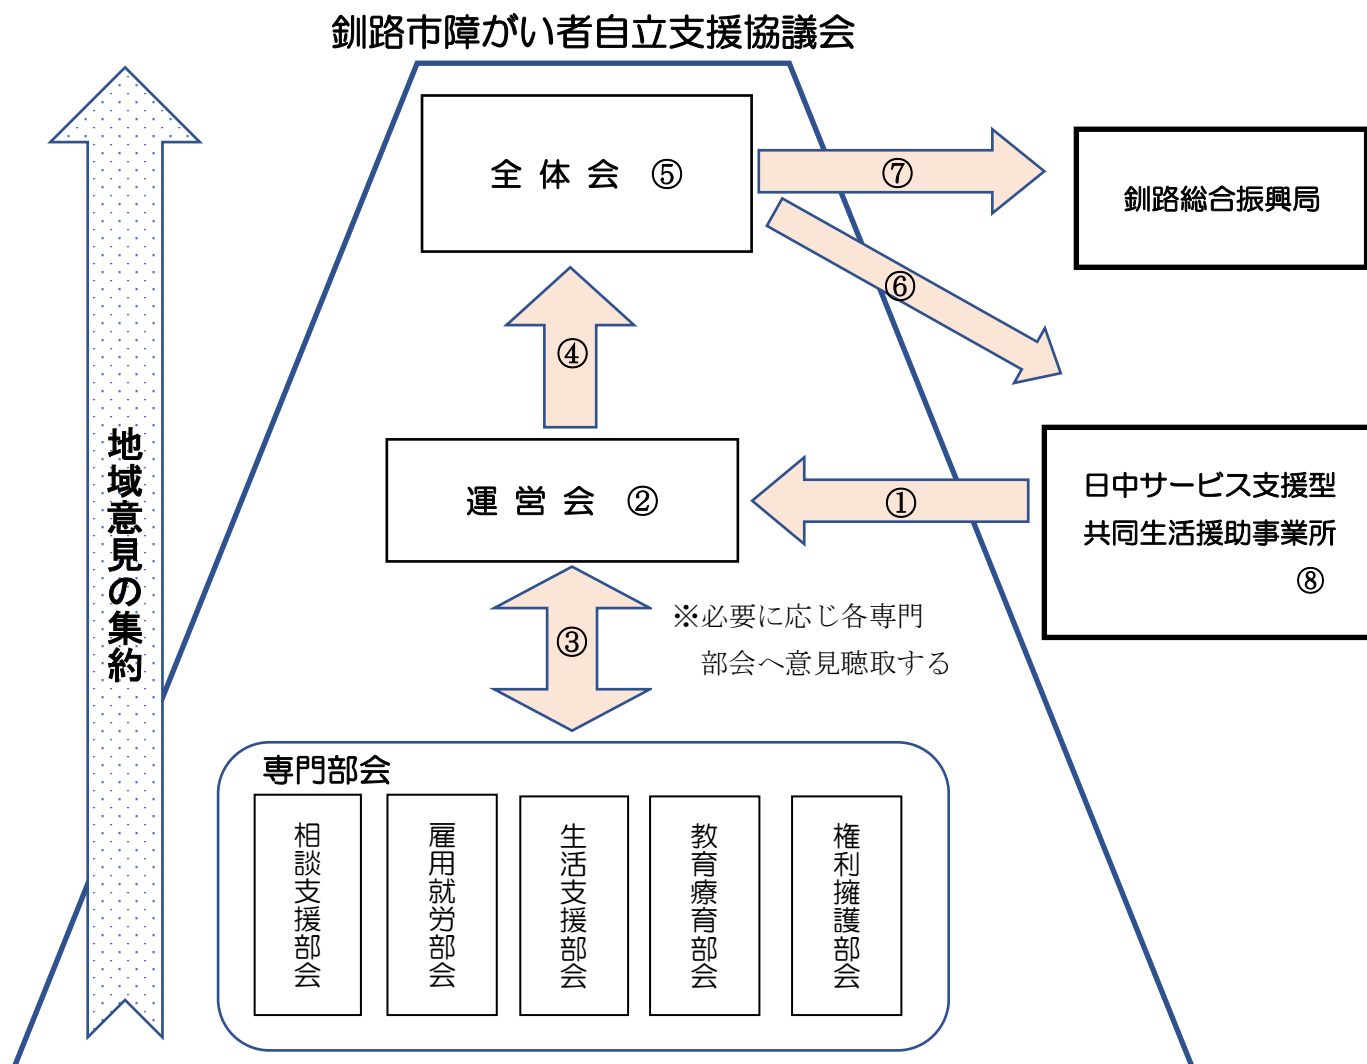 釧路市障がい者自立支援協議会
全体会 ⑤
⑦
釧路総合振興局
⑥
④
地域意見の集約
運営会 ②
①
日中サービス支援型
共同生活援助事業所
⑧
③
※必要に応じ各専門
部会へ意見聴取する
専門部会
相談支援部会
雇用就労部会
生活支援部会
教育療育部会
権利擁護部会